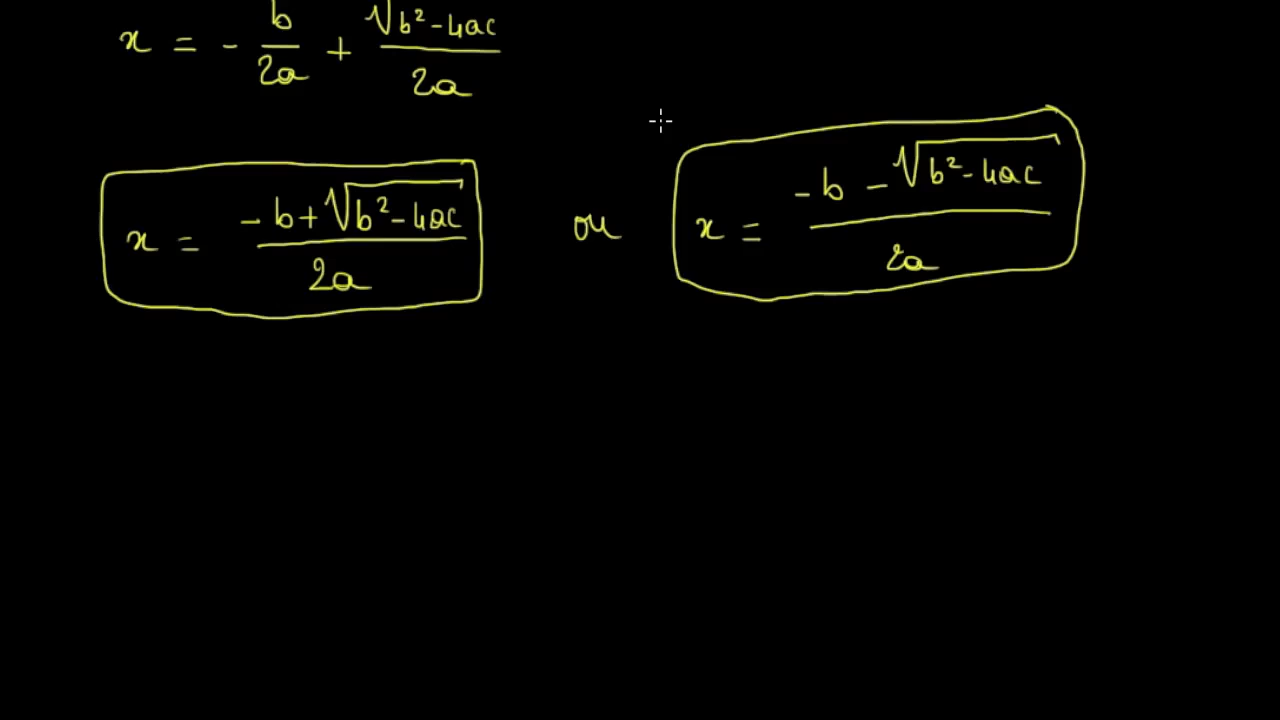 x = - b/2a + √b²-4ac/2a
x = -b+√b²-4ac/2a ou x = -b-√b²-4ac/2a